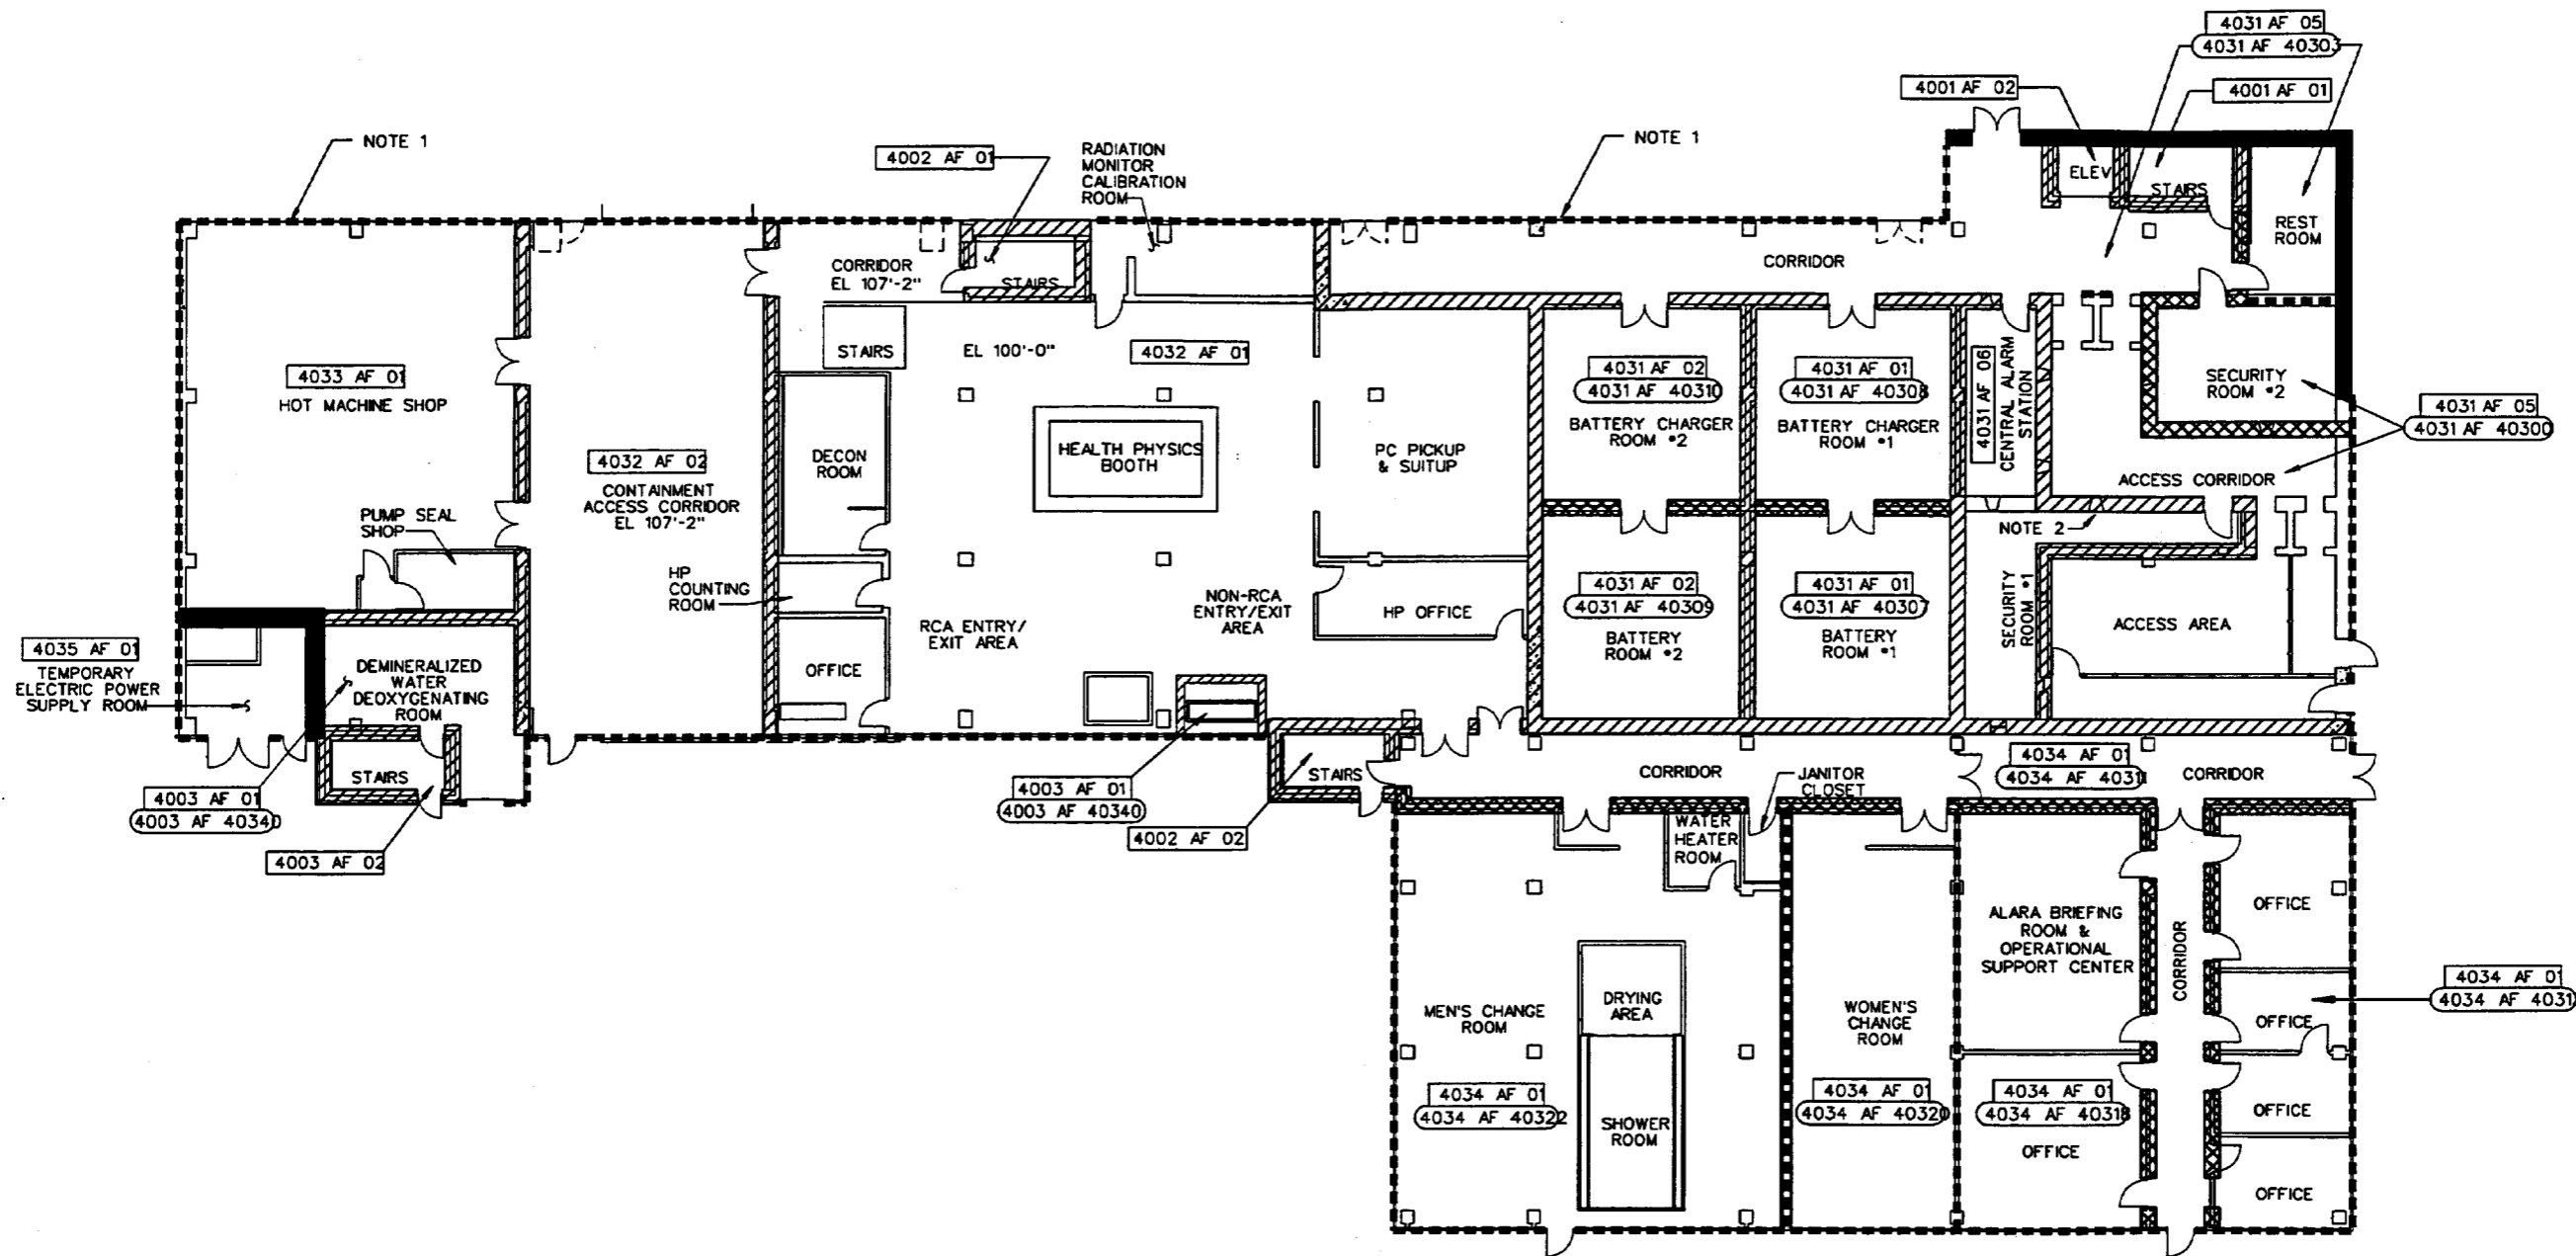 4031 AF 05
4031 AF 40303
4001 AF 02
4001 AF 01
NOTE 1
4002 AF 01
RADIATION
MONITOR
CALIBRATION
ROOM
NOTE 1
ELEV
STAIRS
REST
ROOM
CORRIDOR
EL 107'-2"
STAIRS
CORRIDOR
STAIRS
EL 100'-0"
4032 AF 01
4033 AF 01
HOT MACHINE SHOP
4031 AF 02
4031 AF 40310
BATTERY CHARGER
ROOM #2
4031 AF 01
4031 AF 40308
BATTERY CHARGER
ROOM #1
4031 AF 06
CENTRAL ALARM
STATION
SECURITY
ROOM #2
4031 AF 05
4031 AF 40300
4032 AF 02
CONTAINMENT
ACCESS CORRIDOR
EL 107'-2"
DECON
ROOM
HEALTH PHYSICS
BOOTH
PC PICKUP
& SUITUP
ACCESS CORRIDOR
PUMP SEAL
SHOP
NOTE 2
HP
COUNTING
ROOM
RCA ENTRY/
EXIT AREA
NON-RCA
ENTRY/EXIT
AREA
HP OFFICE
4031 AF 02
4031 AF 40309
BATTERY
ROOM #2
4031 AF 01
4031 AF 40307
BATTERY
ROOM #1
SECURITY
ROOM #1
ACCESS AREA
4035 AF 01
TEMPORARY
ELECTRIC POWER
SUPPLY ROOM
DEMINERALIZED
WATER
DEOXYGENATING
ROOM
OFFICE
STAIRS
4003 AF 01
4003 AF 40340
4003 AF 02
4003 AF 01
4003 AF 40340
4002 AF 02
STAIRS
CORRIDOR
JANITOR
CLOSET
4034 AF 01
4034 AF 40311
CORRIDOR
WATER
HEATER
ROOM
ALARA BRIEFING
ROOM &
OPERATIONAL
SUPPORT CENTER
CORRIDOR
OFFICE
MEN'S CHANGE
ROOM
DRYING
AREA
WOMEN'S
CHANGE
ROOM
OFFICE
4034 AF 01
4034 AF 4031
4034 AF 01
4034 AF 40322
SHOWER
ROOM
4034 AF 01
4034 AF 40320
4034 AF 01
4034 AF 40318
OFFICE
OFFICE
OFFICE